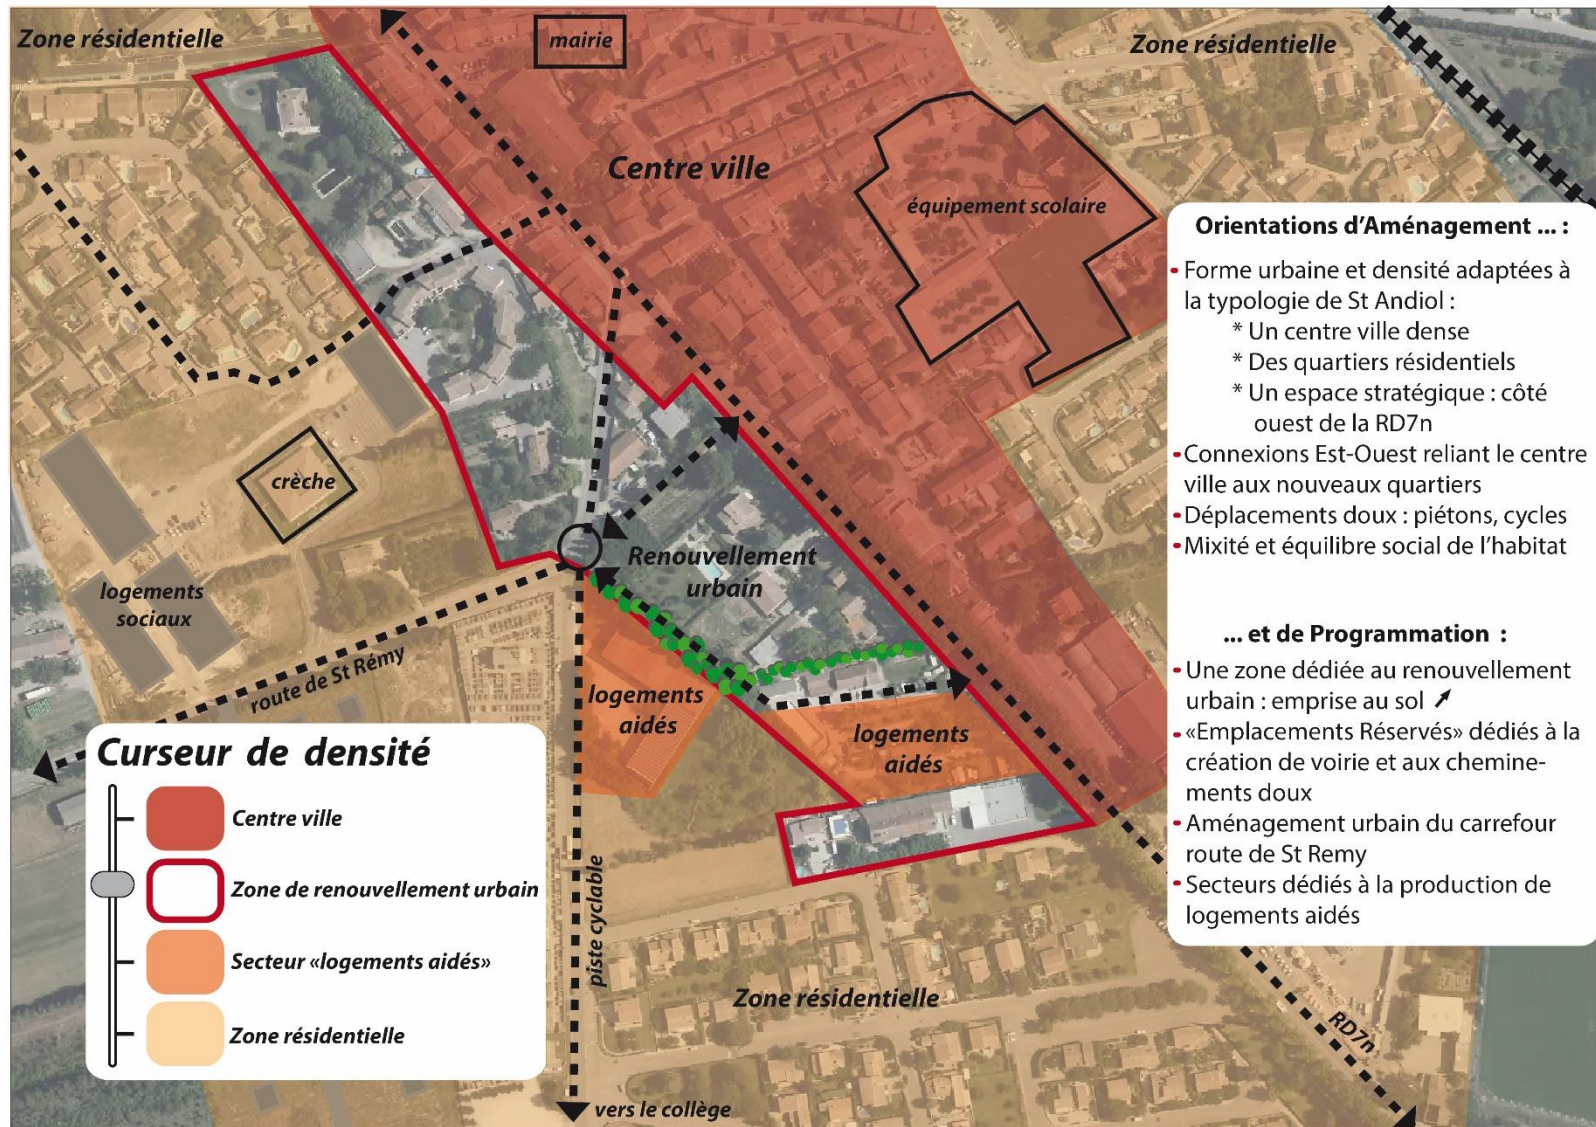 Zone résidentielle
mairie
Zone résidentielle
Centre ville
équipement scolaire
crèche
logements
sociaux
Renouvellement
urbain
route de St Rémy
logements
aidés
logements
aidés
piste cyclable
Zone résidentielle
RD7n
vers le collège
Curseur de densité
Centre ville
Zone de renouvellement urbain
Secteur «logements aidés»
Zone résidentielle
Orientations d'Aménagement ... :
- Forme urbaine et densité adaptées à
la typologie de St Andiol :
* Un centre ville dense
* Des quartiers résidentiels
* Un espace stratégique : côté
ouest de la RD7n
- Connexions Est-Ouest reliant le centre
ville aux nouveaux quartiers
- Déplacements doux : piétons, cycles
- Mixité et équilibre social de l'habitat
... et de Programmation :
- Une zone dédiée au renouvellement
urbain : emprise au sol ↗
- «Emplacements Réservés» dédiés à la
création de voirie et aux chemine-
ments doux
- Aménagement urbain du carrefour
route de St Remy
- Secteurs dédiés à la production de
logements aidés